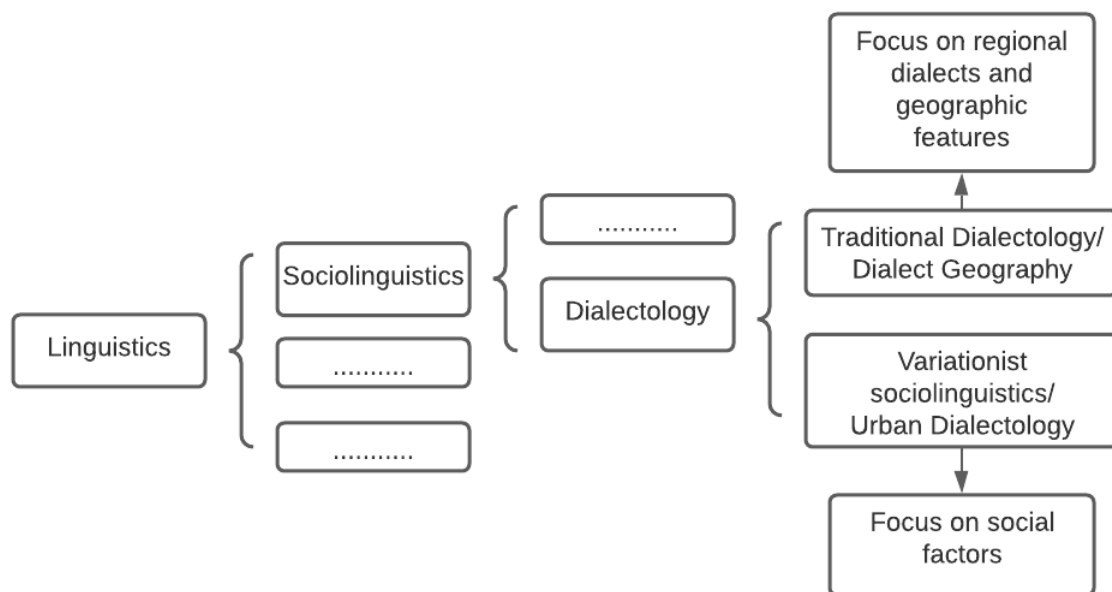 Focus on regional
dialects and
geographic
features
...........
Traditional Dialectology/
Dialect Geography
Sociolinguistics
Dialectology
Linguistics
...........
Variationist
sociolinguistics/
Urban Dialectology
...........
Focus on social
factors